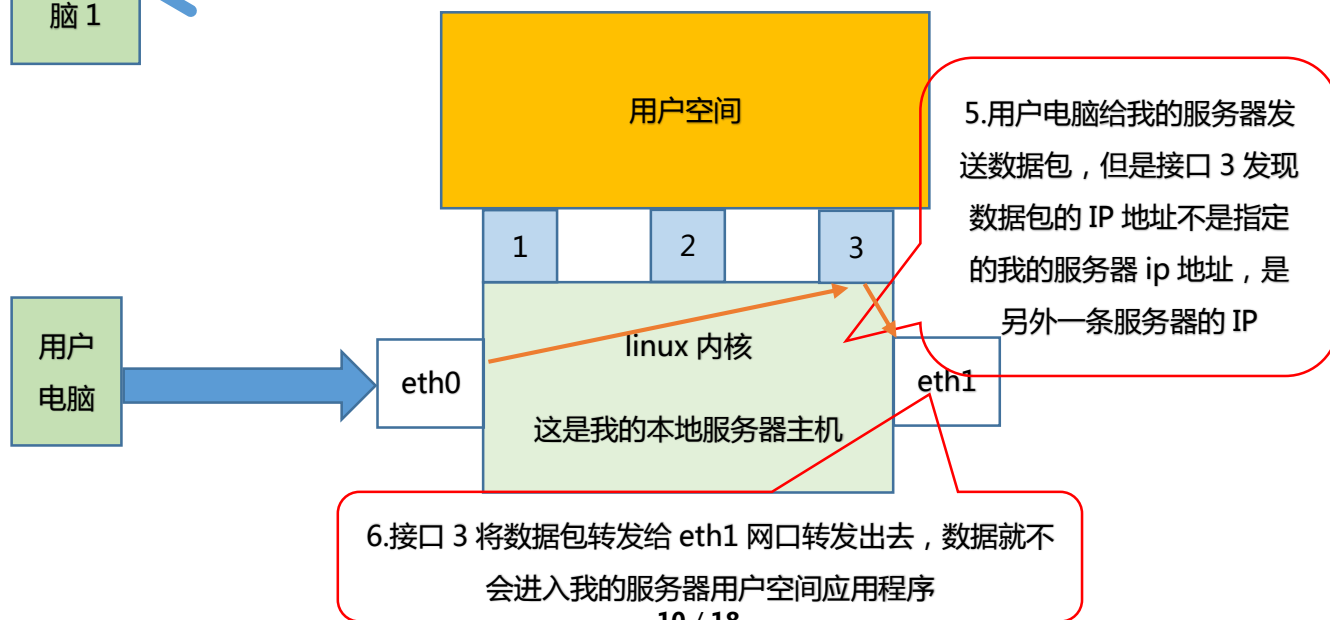 脑 1
用户空间
5.用户电脑给我的服务器发
送数据包，但是接口 3 发现
数据包的 IP 地址不是指定
的我的服务器 ip 地址，是
另外一条服务器的 IP
1
2
3
用户
电脑
eth0
linux 内核
eth1
这是我的本地服务器主机
6.接口 3 将数据包转发给 eth1 网口转发出去，数据就不
会进入我的服务器用户空间应用程序
10 / 18